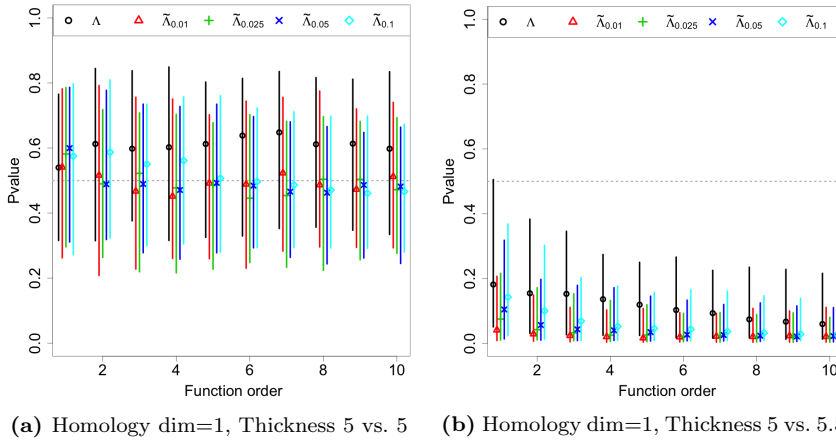 Λ Λ̃0.01 Λ̃0.025 Λ̃0.05 Λ̃0.1
Pvalue
0.0 0.2 0.4 0.6 0.8 1.0
2 4 6 8 10
Function order
(a) Homology dim=1, Thickness 5 vs. 5
Λ Λ̃0.01 Λ̃0.025 Λ̃0.05 Λ̃0.1
Pvalue
0.0 0.2 0.4 0.6 0.8 1.0
2 4 6 8 10
Function order
(b) Homology dim=1, Thickness 5 vs. 5.